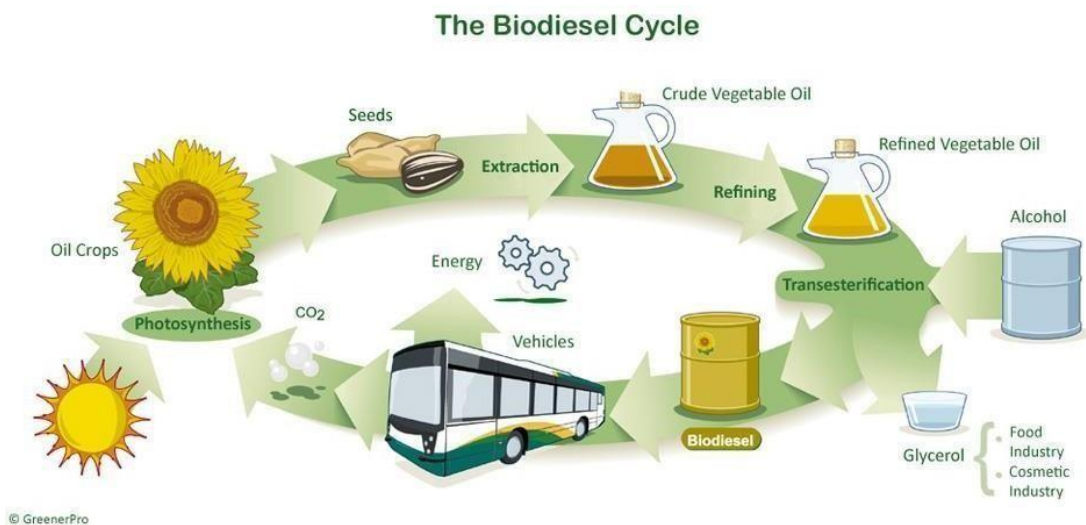 The Biodiesel Cycle
Crude Vegetable Oil
Seeds
Extraction
Refined Vegetable Oil
Refining
Alcohol
Oil Crops
Energy
Transesterification
Photosynthesis
CO2
Vehicles
Biodiesel
Glycerol
· Food
Industry
· Cosmetic
Industry
© GreenerPro